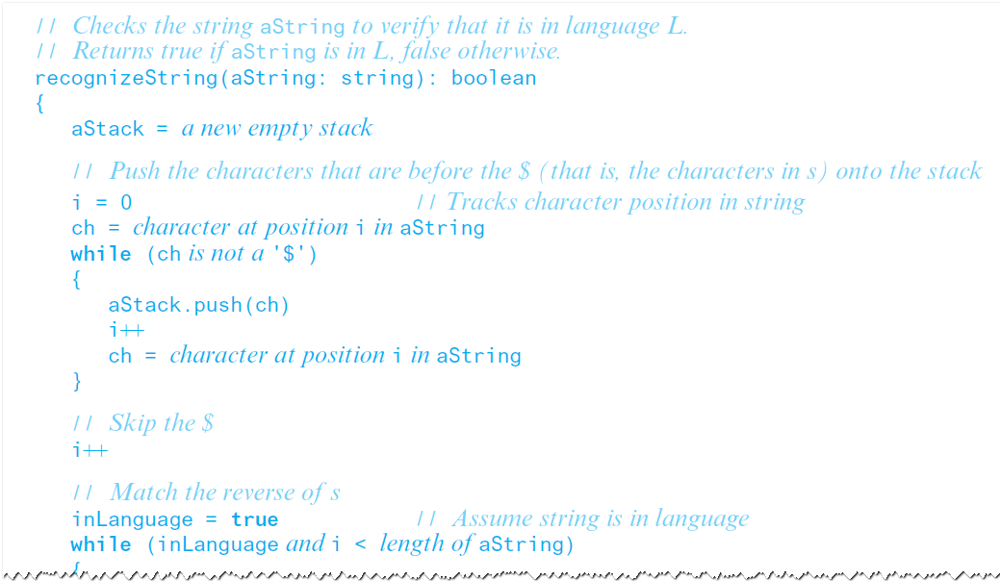 // Checks the string aString to verify that it is in language L.
// Returns true if aString is in L, false otherwise.
recognizeString(aString: string): boolean
{
aStack = a new empty stack
// Push the characters that are before the $ (that is, the characters in s) onto the stack
i = 0 // Tracks character position in string
ch = character at position i in aString
while (ch is not a '$')
{
aStack.push(ch)
i++
ch = character at position i in aString
}
// Skip the $
i++
// Match the reverse of s
inLanguage = true // Assume string is in language
while (inLanguage and i < length of aString)
{